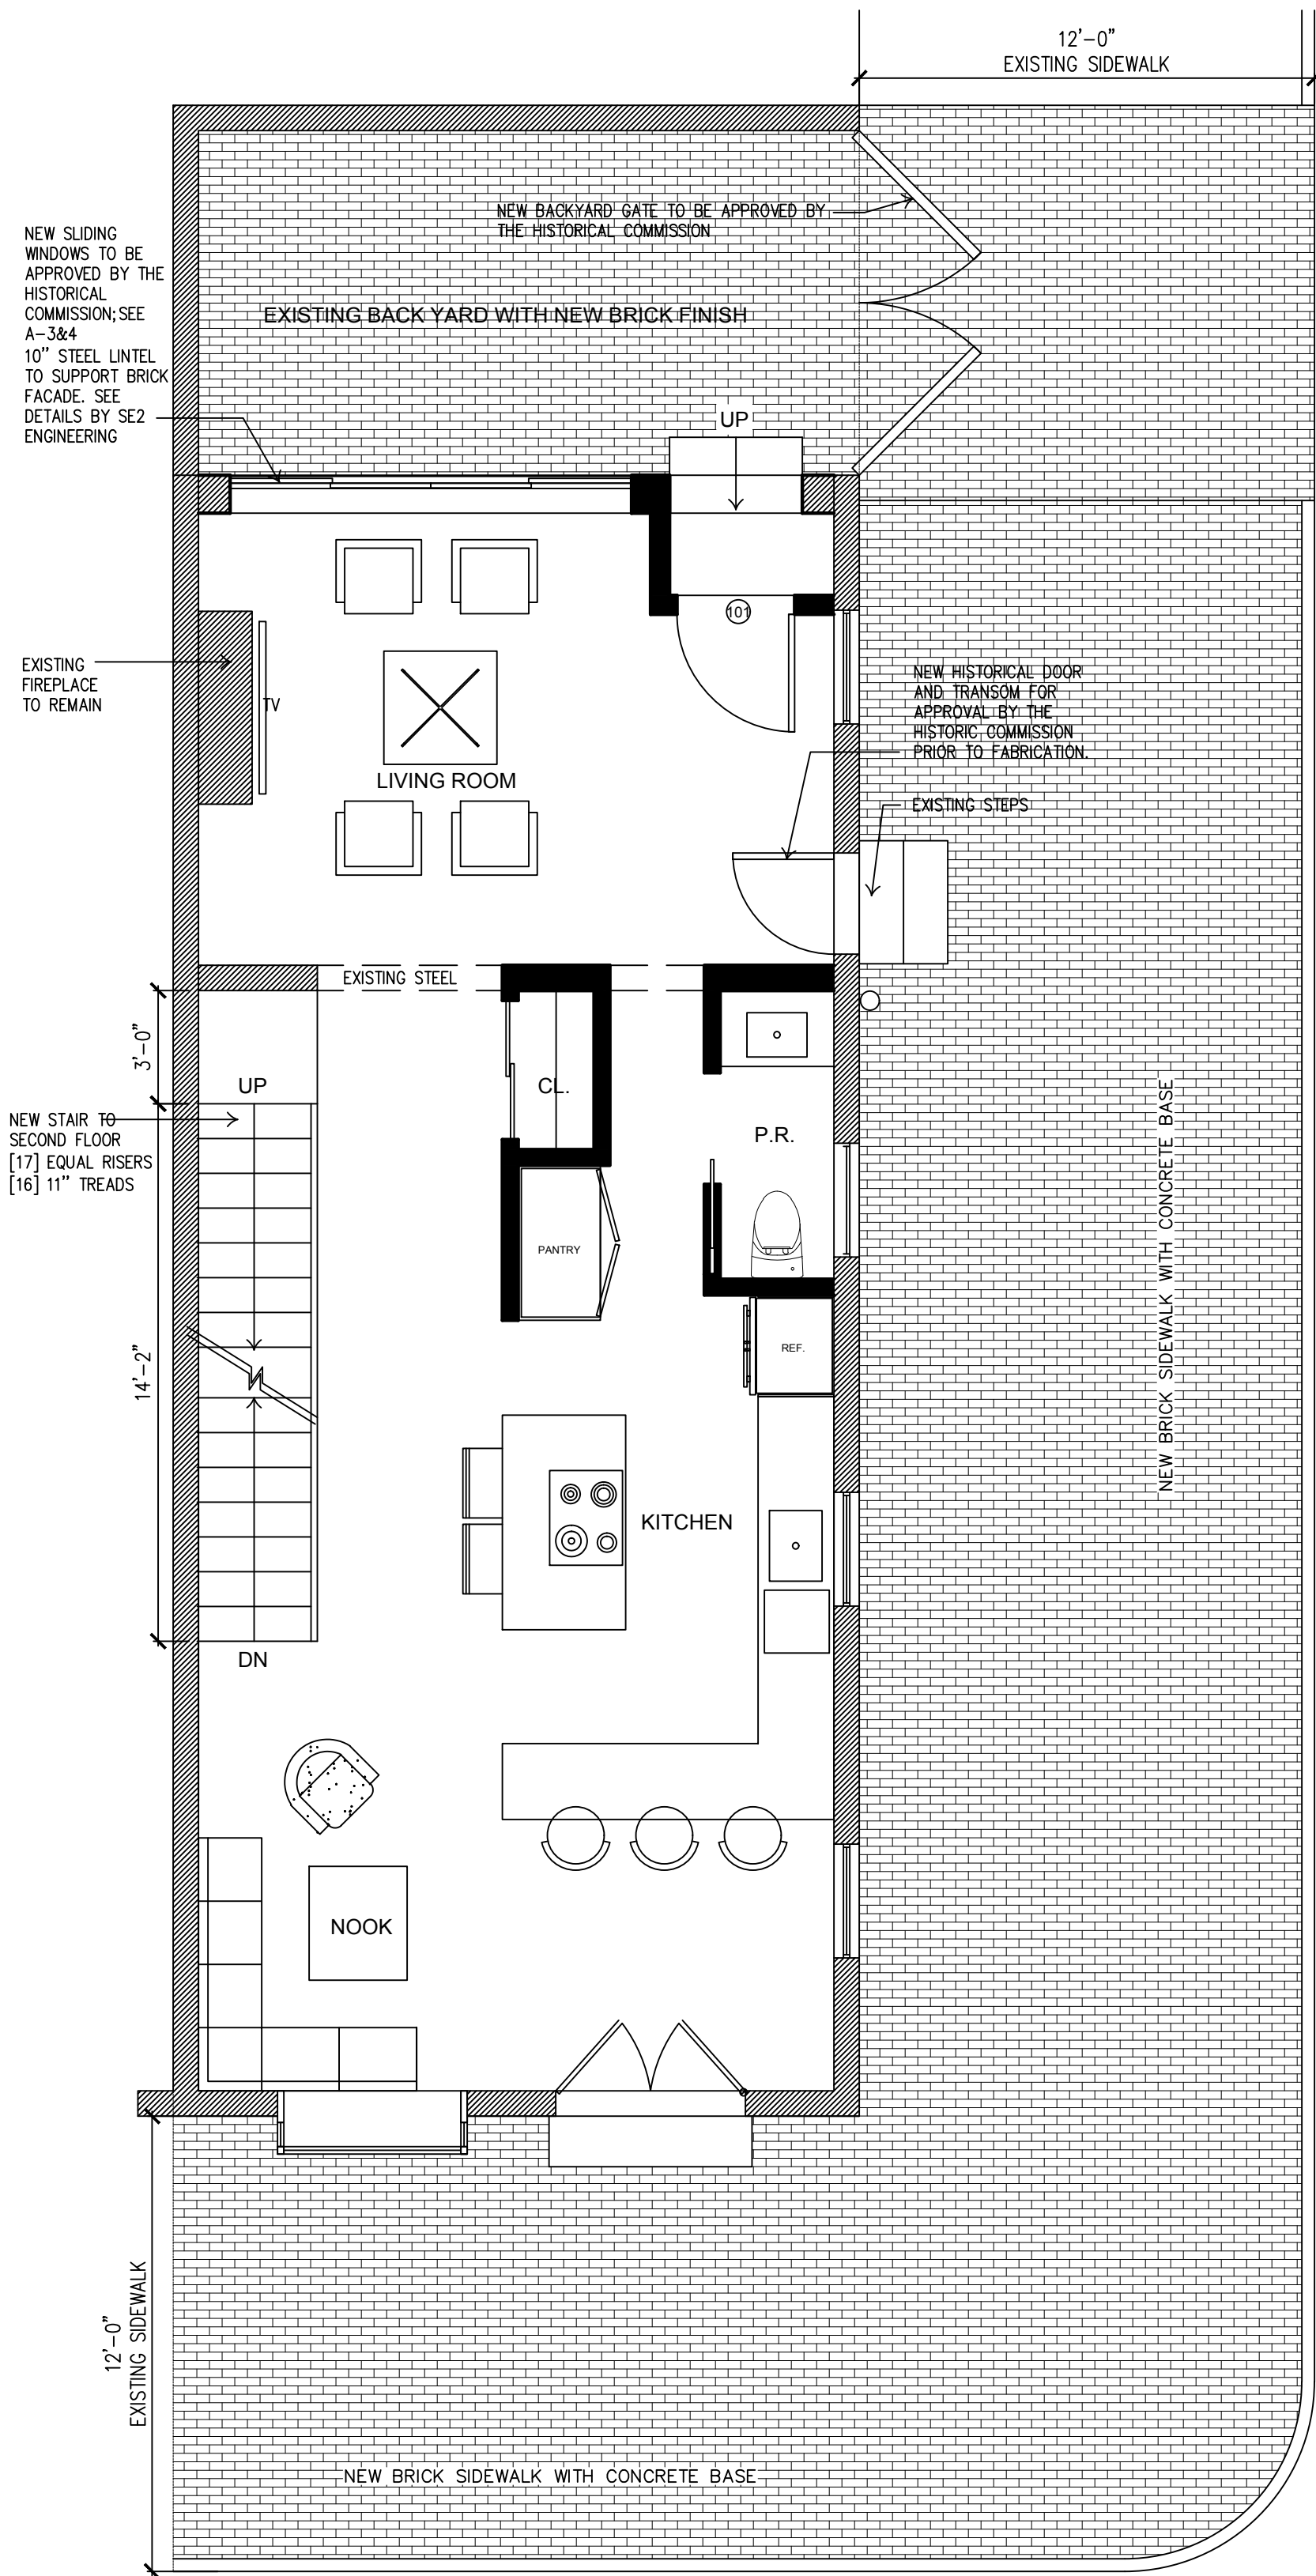 12'-0"
EXISTING SIDEWALK
NEW SLIDING
WINDOWS TO BE
APPROVED BY THE
HISTORICAL
COMMISSION; SEE
A-3&4
10" STEEL LINTEL
TO SUPPORT BRICK
FACADE. SEE
DETAILS BY SE2
ENGINEERING
NEW BACKYARD GATE TO BE APPROVED BY
THE HISTORICAL COMMISSION
EXISTING BACK YARD WITH NEW BRICK FINISH
UP
101
EXISTING
FIREPLACE
TO REMAIN
TV
LIVING ROOM
NEW HISTORICAL DOOR
AND TRANSOM FOR
APPROVAL BY THE
HISTORIC COMMISSION
PRIOR TO FABRICATION.
EXISTING STEPS
EXISTING STEEL
3'-0"
UP
CL.
P.R.
NEW STAIR TO
SECOND FLOOR
[17] EQUAL RISERS
[16] 11" TREADS
PANTRY
REF.
14'-2"
KITCHEN
NEW BRICK SIDEWALK WITH CONCRETE BASE
DN
NOOK
12'-0"
EXISTING SIDEWALK
NEW BRICK SIDEWALK WITH CONCRETE BASE